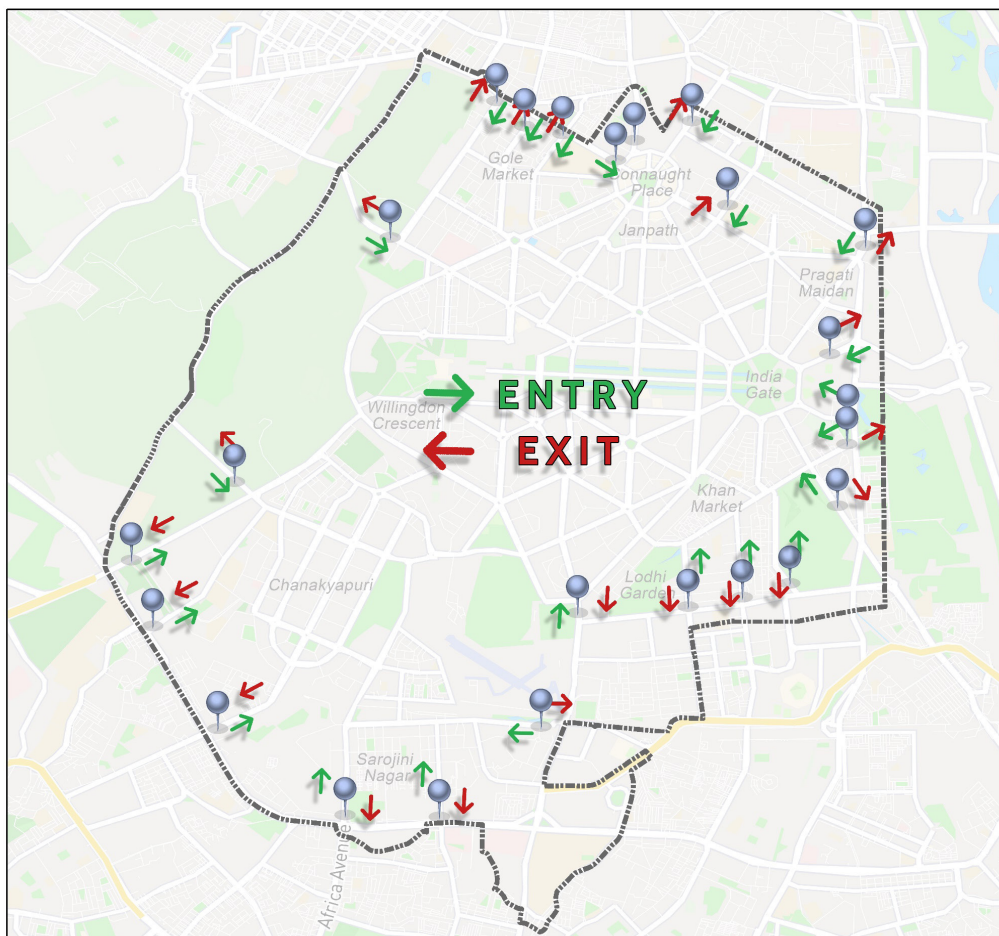 Gole
Market
Connaught
Place
Janpath
Pragati
Maidan
India
Gate
ENTRY
Willingdon
Crescent
EXIT
Khan
Market
Chanakyapuri
Lodhi
Garden
Sarojini
Nagar
Africa Avenue